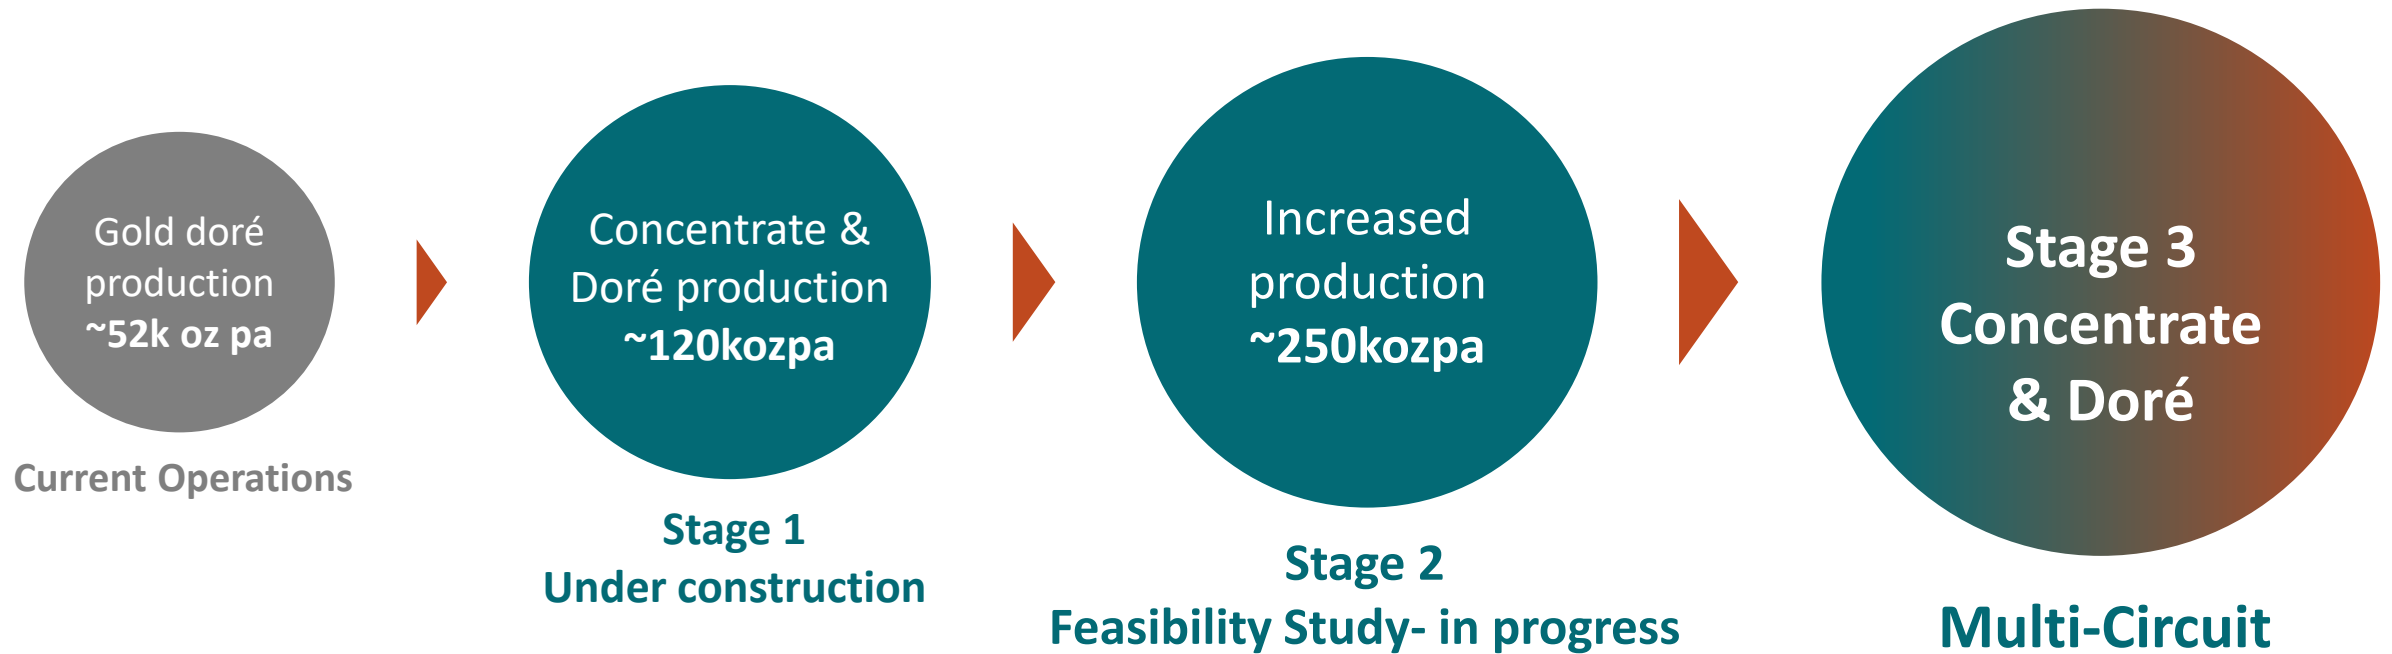 Gold doré
production
~52k oz pa
Current Operations
Concentrate &
Doré production
~120kozpa
Stage 1
Under construction
Increased
production
~250kozpa
Stage 2
Feasibility Study- in progress
Stage 3
Concentrate
& Doré
Multi-Circuit